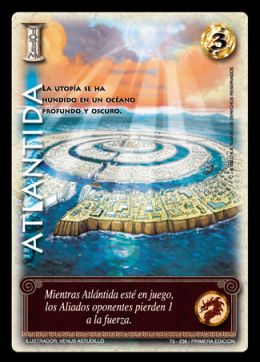 3
LA UTOPÍA SE HA
HUNDIDO EN UN OCÉANO
PROFUNDO Y OSCURO.
ATLÁNTIDA
Mientras Atlántida esté en juego,
los Aliados oponentes pierden 1
a la fuerza.
ILUSTRADOR: VENUS ASTUDILLO
73 - 236 / PRIMERA EDICION